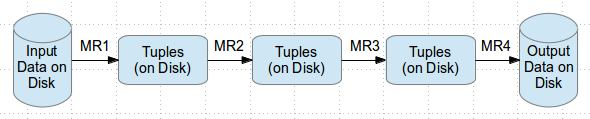 Input
Data on
Disk
MR1
Tuples
(on Disk)
MR2
Tuples
(on Disk)
MR3
Tuples
(on Disk)
MR4
Output
Data on
Disk